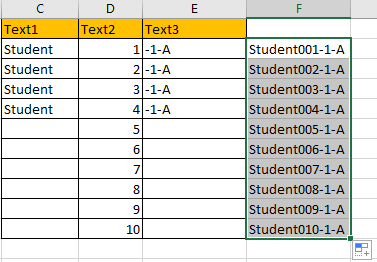 C D E F
Text1 Text2 Text3
Student 1 -1-A Student001-1-A
Student 2 -1-A Student002-1-A
Student 3 -1-A Student003-1-A
Student 4 -1-A Student004-1-A
5 Student005-1-A
6 Student006-1-A
7 Student007-1-A
8 Student008-1-A
9 Student009-1-A
10 Student010-1-A